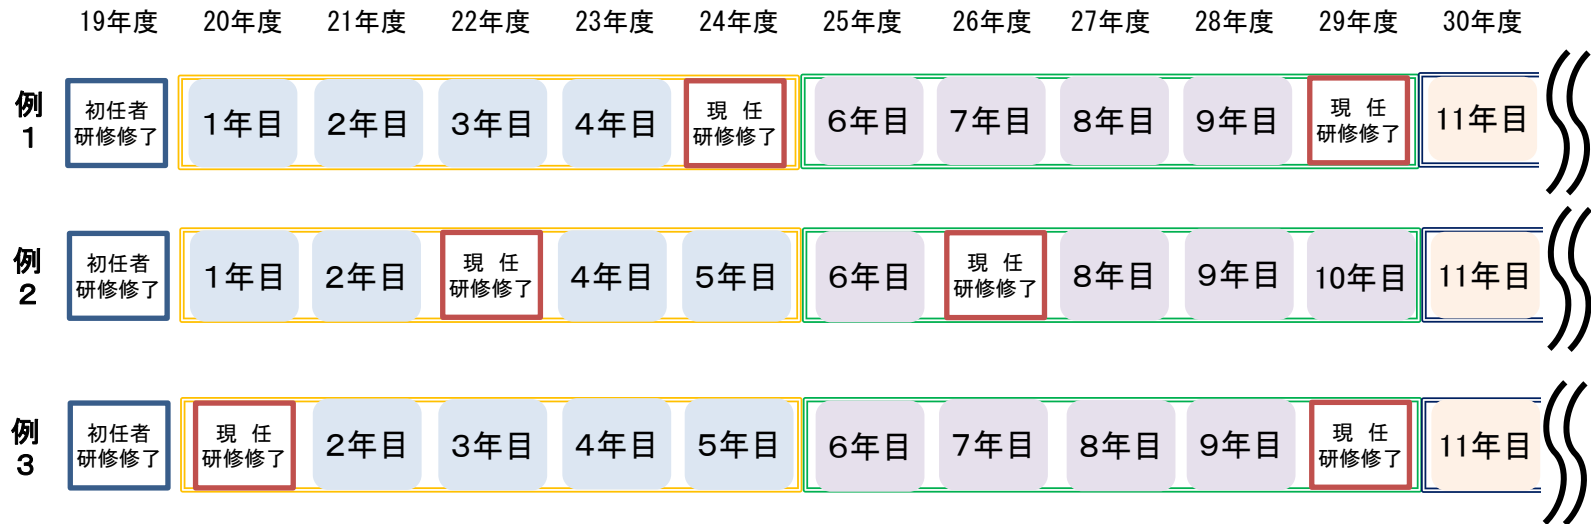 19年度 20年度 21年度 22年度 23年度 24年度 25年度 26年度 27年度 28年度 29年度 30年度
例
1
初任者
研修修了
1年目 2年目 3年目 4年目
現 任
研修修了
6年目 7年目 8年目 9年目
現 任
研修修了
11年目
例
2
初任者
研修修了
1年目 2年目
現 任
研修修了
4年目 5年目 6年目
現 任
研修修了
8年目 9年目 10年目 11年目
例
3
初任者
研修修了
現 任
研修修了
2年目 3年目 4年目 5年目 6年目 7年目 8年目 9年目
現 任
研修修了
11年目